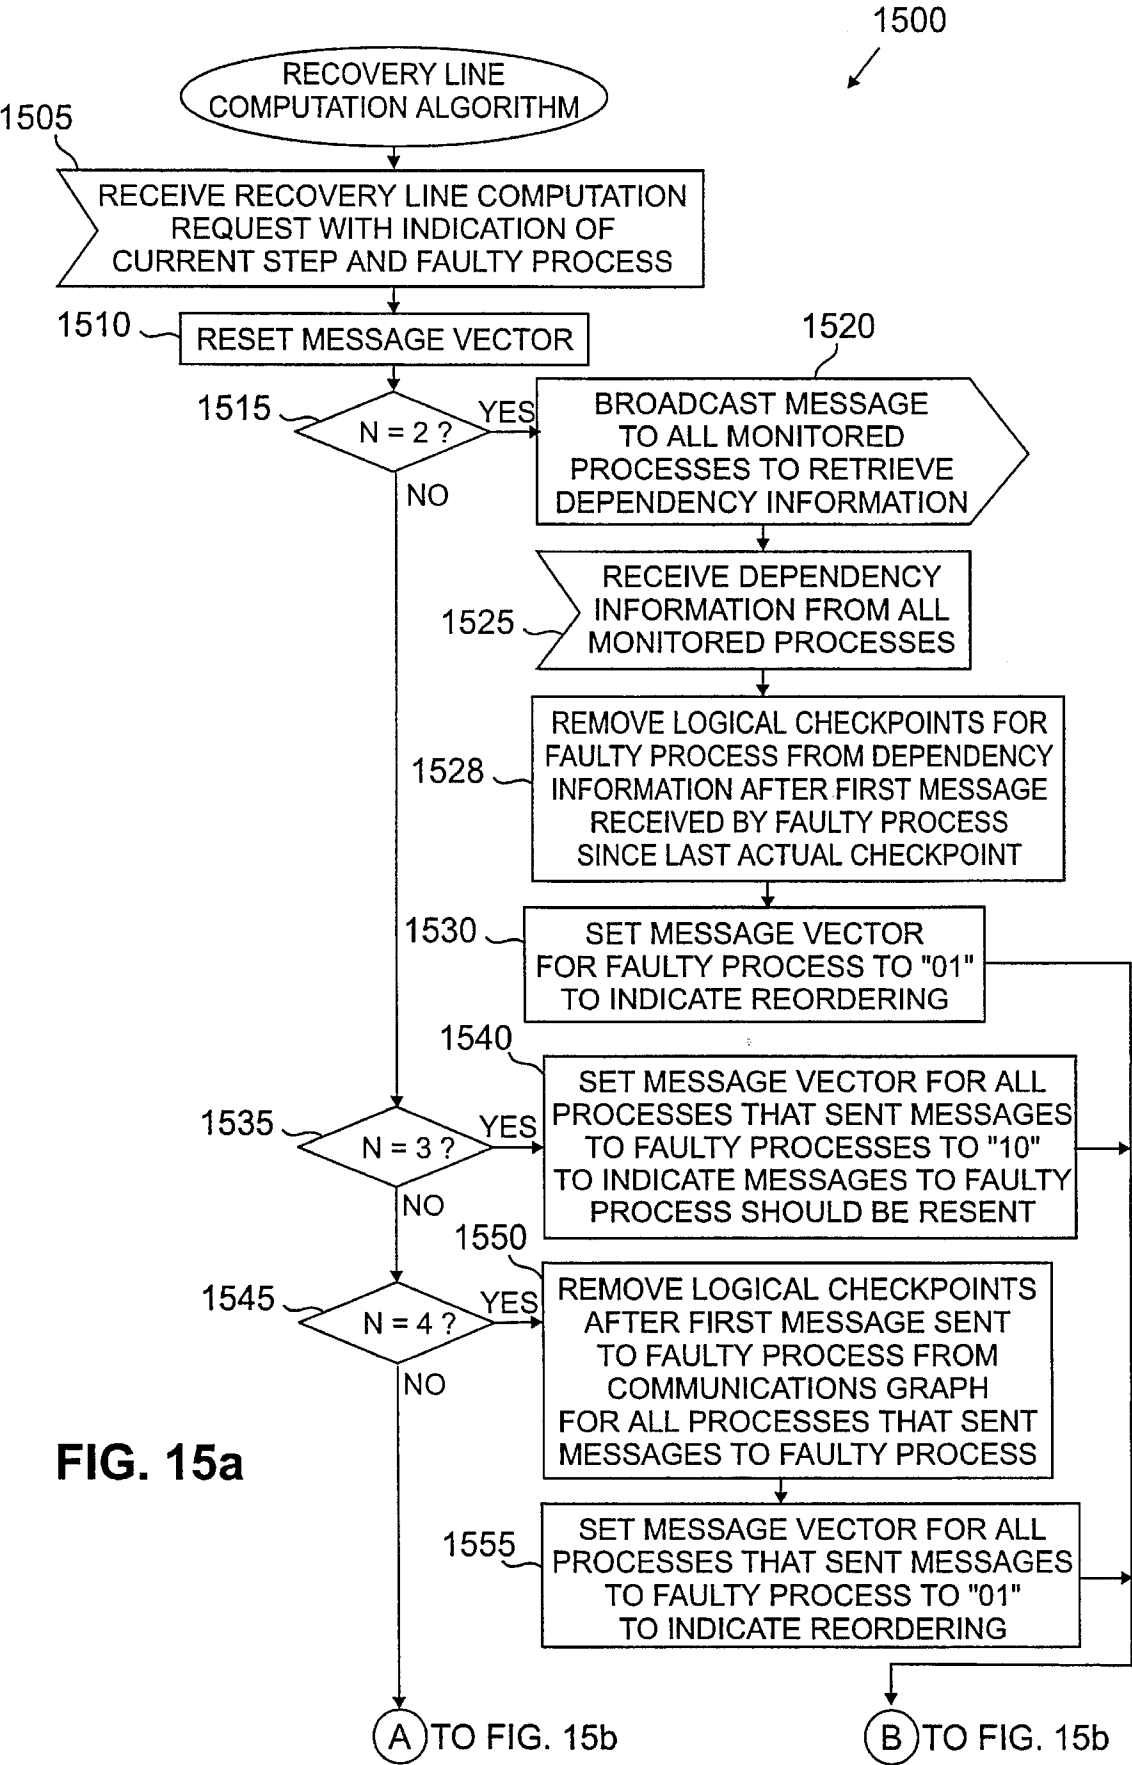 1500
RECOVERY LINE
COMPUTATION ALGORITHM
1505
RECEIVE RECOVERY LINE COMPUTATION
REQUEST WITH INDICATION OF
CURRENT STEP AND FAULTY PROCESS
1510
RESET MESSAGE VECTOR
1515
N = 2 ?
YES
NO
1520
BROADCAST MESSAGE
TO ALL MONITORED
PROCESSES TO RETRIEVE
DEPENDENCY INFORMATION
1525
RECEIVE DEPENDENCY
INFORMATION FROM ALL
MONITORED PROCESSES
1528
REMOVE LOGICAL CHECKPOINTS FOR
FAULTY PROCESS FROM DEPENDENCY
INFORMATION AFTER FIRST MESSAGE
RECEIVED BY FAULTY PROCESS
SINCE LAST ACTUAL CHECKPOINT
1530
SET MESSAGE VECTOR
FOR FAULTY PROCESS TO "01"
TO INDICATE REORDERING
1535
N = 3 ?
YES
NO
1540
SET MESSAGE VECTOR FOR ALL
PROCESSES THAT SENT MESSAGES
TO FAULTY PROCESSES TO "10"
TO INDICATE MESSAGES TO FAULTY
PROCESS SHOULD BE RESENT
1545
N = 4 ?
YES
NO
1550
REMOVE LOGICAL CHECKPOINTS
AFTER FIRST MESSAGE SENT
TO FAULTY PROCESS FROM
COMMUNICATIONS GRAPH
FOR ALL PROCESSES THAT SENT
MESSAGES TO FAULTY PROCESS
1555
SET MESSAGE VECTOR FOR ALL
PROCESSES THAT SENT MESSAGES
TO FAULTY PROCESS TO "01"
TO INDICATE REORDERING
FIG. 15a
A TO FIG. 15b
B TO FIG. 15b